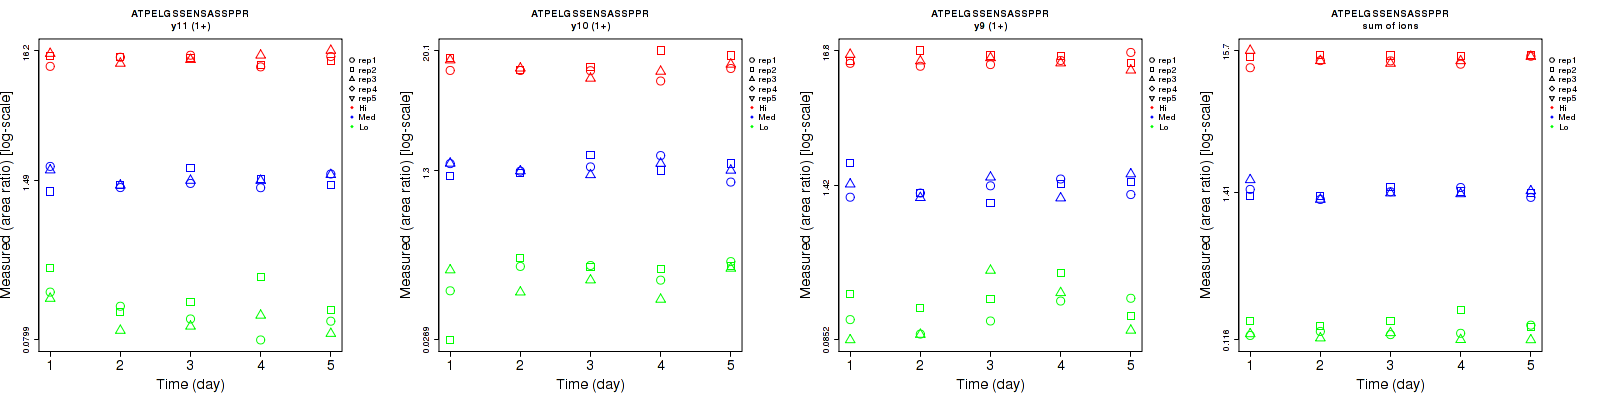 ATPELGSSENSASSPPR
y11 (1+)
Measured (area ratio) [log-scale]
16.2
1.49
0.0799
1 2 3 4 5
Time (day)
rep1
rep2
rep3
rep4
rep5
Hi
Med
Lo
ATPELGSSENSASSPPR
y10 (1+)
Measured (area ratio) [log-scale]
20.1
1.3
0.0269
1 2 3 4 5
Time (day)
rep1
rep2
rep3
rep4
rep5
Hi
Med
Lo
ATPELGSSENSASSPPR
y9 (1+)
Measured (area ratio) [log-scale]
16.8
1.42
0.0852
1 2 3 4 5
Time (day)
rep1
rep2
rep3
rep4
rep5
Hi
Med
Lo
ATPELGSSENSASSPPR
sum of ions
Measured (area ratio) [log-scale]
15.7
1.41
0.116
1 2 3 4 5
Time (day)
rep1
rep2
rep3
rep4
rep5
Hi
Med
Lo